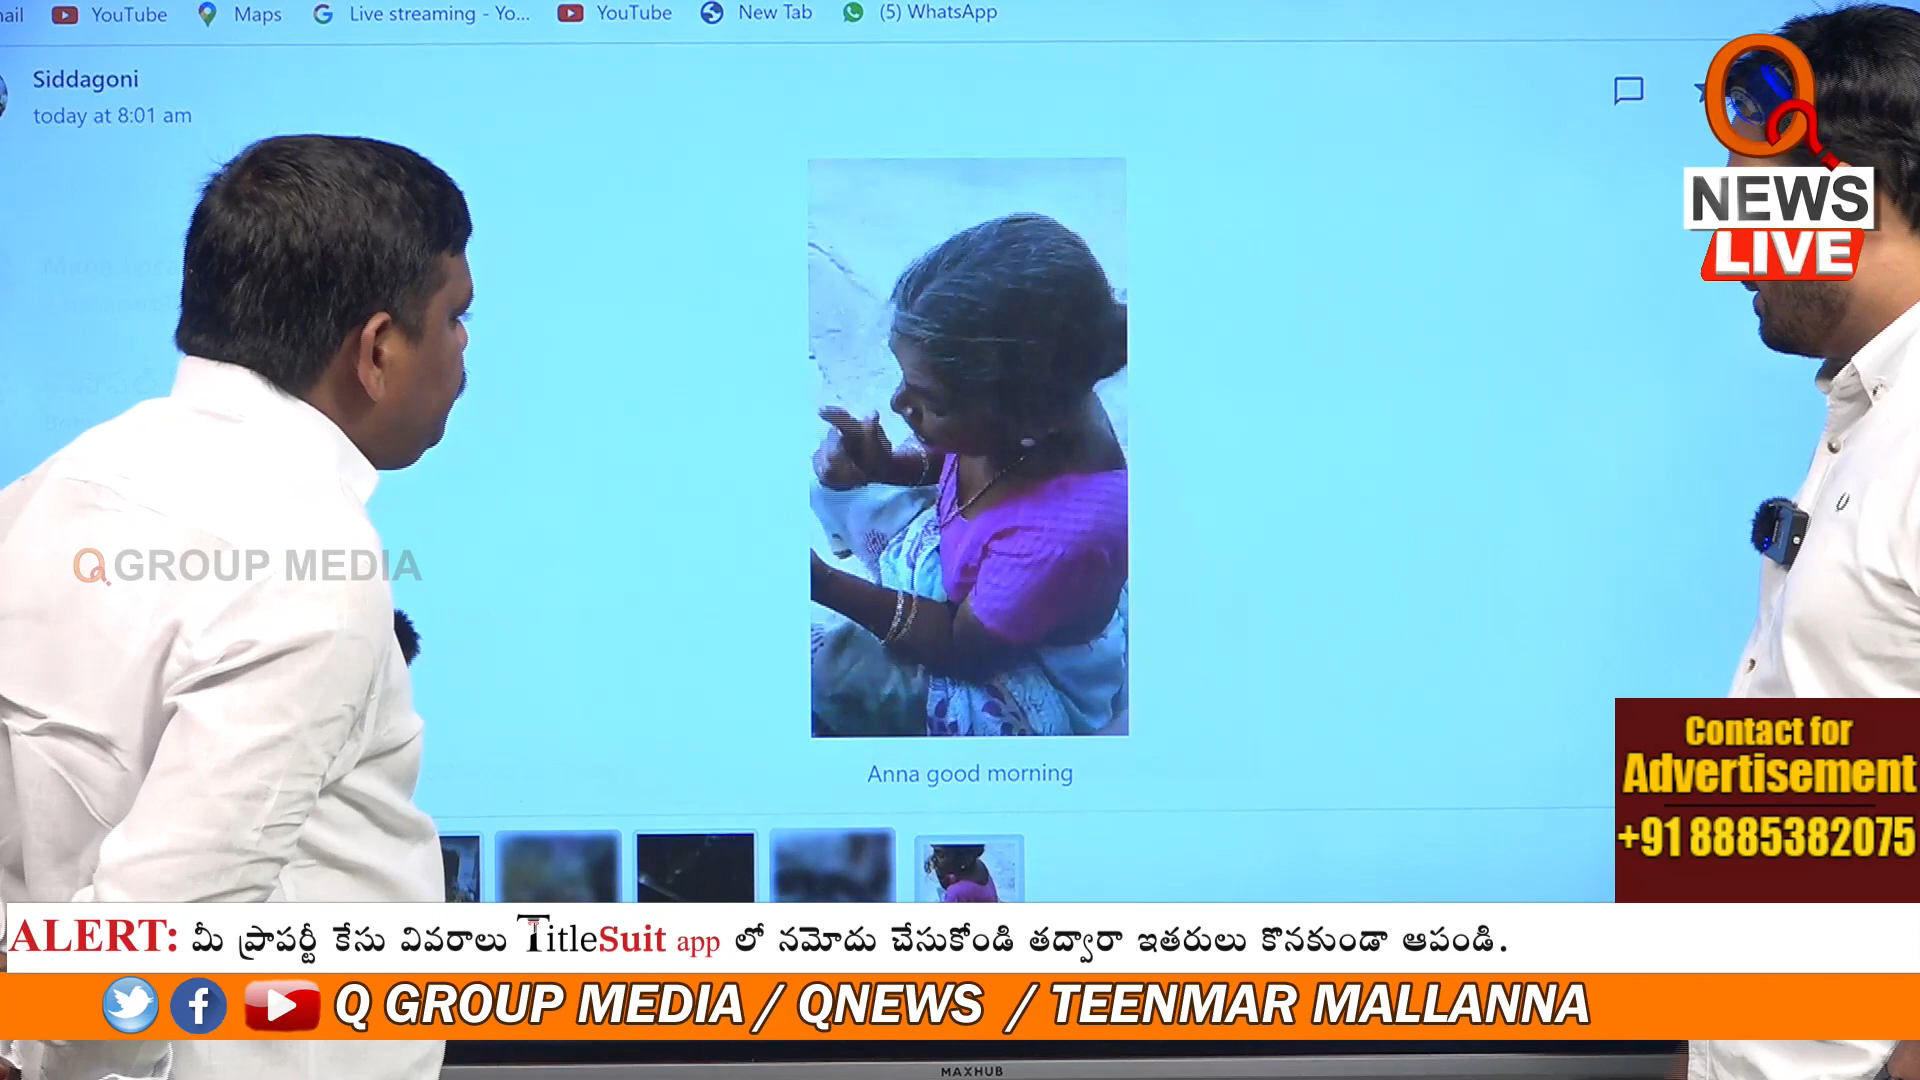 YouTube
Maps
Live streaming - Yo...
YouTube
New Tab
(5) WhatsApp
Siddagoni
today at 8:01 am
Q
NEWS
LIVE
Q GROUP MEDIA
Anna good morning
Contact for
Advertisement
+91 8885382075
ALERT: మీ ప్రాపర్టీ కేసు వివరాలు TitleSuit app లో నమోదు చేసుకోండి తద్వారా ఇతరులు కొనకుండా ఆపండి.
Q GROUP MEDIA / QNEWS / TEENMAR MALLANNA
MAXHUB